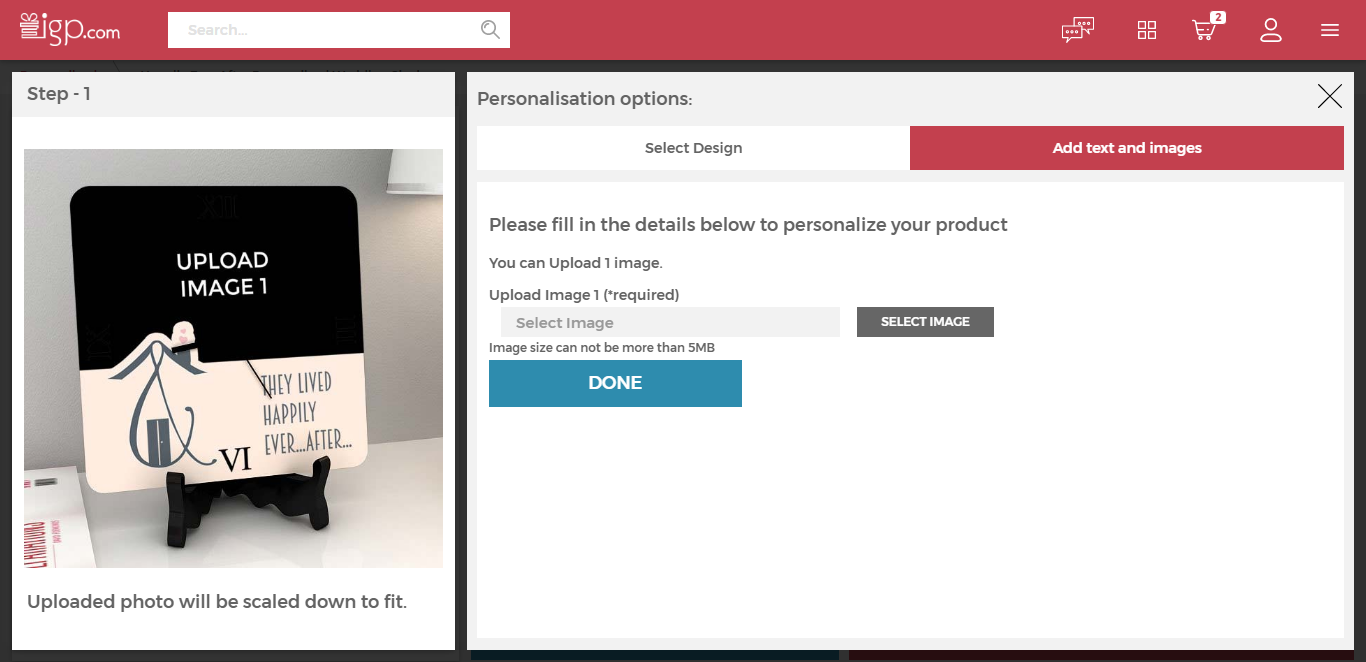 igp.com
Search...
2
Step - 1
UPLOAD
IMAGE 1
XII
III
IX
THEY LIVED
HAPPILY
EVER...AFTER...
VI
Uploaded photo will be scaled down to fit.
Personalisation options:
Select Design
Add text and images
Please fill in the details below to personalize your product
You can Upload 1 image.
Upload Image 1 (*required)
Select Image
SELECT IMAGE
Image size can not be more than 5MB
DONE